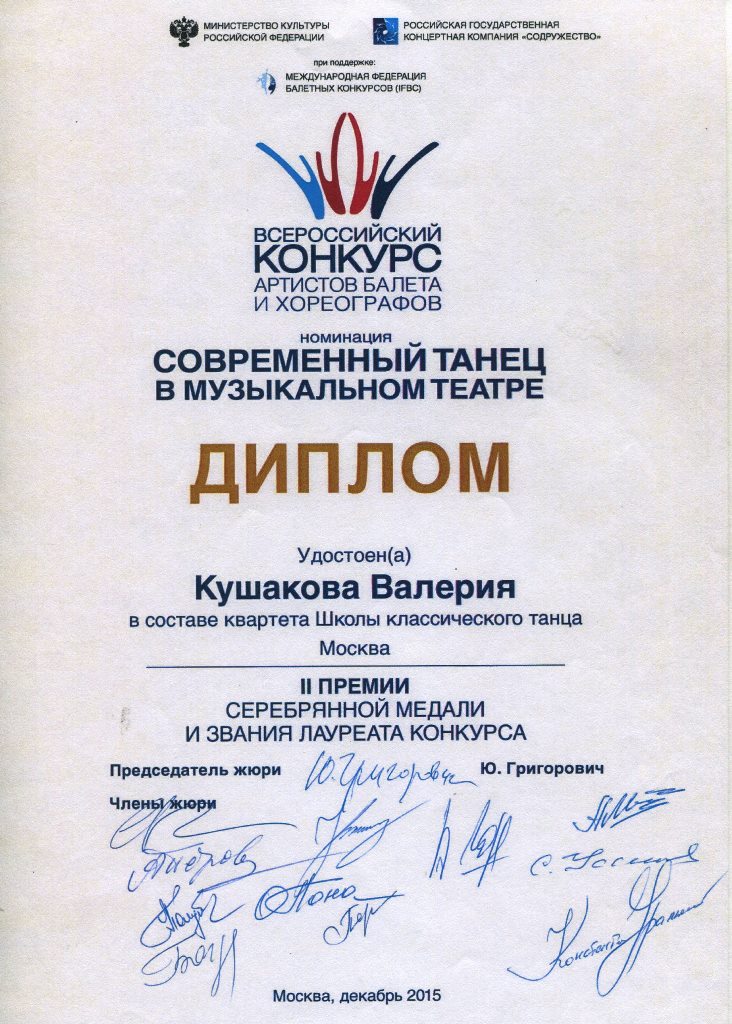 МИНИСТЕРСТВО КУЛЬТУРЫ
РОССИЙСКОЙ ФЕДЕРАЦИИ
РОССИЙСКАЯ ГОСУДАРСТВЕННАЯ
КОНЦЕРТНАЯ КОМПАНИЯ «СОДРУЖЕСТВО»
при поддержке:
МЕЖДУНАРОДНАЯ ФЕДЕРАЦИЯ
БАЛЕТНЫХ КОНКУРСОВ (IFBC)
ВСЕРОССИЙСКИЙ
КОНКУРС
АРТИСТОВ БАЛЕТА
И ХОРЕОГРАФОВ
номинация
СОВРЕМЕННЫЙ ТАНЕЦ
В МУЗЫКАЛЬНОМ ТЕАТРЕ
ДИПЛОМ
Удостоен(а)
Кушакова Валерия
в составе квартета Школы классического танца
Москва
II ПРЕМИИ
СЕРЕБРЯННОЙ МЕДАЛИ
И ЗВАНИЯ ЛАУРЕАТА КОНКУРСА
Председатель жюри Ю. Григорович Ю. Григорович
Члены жюри
Москва, декабрь 2015